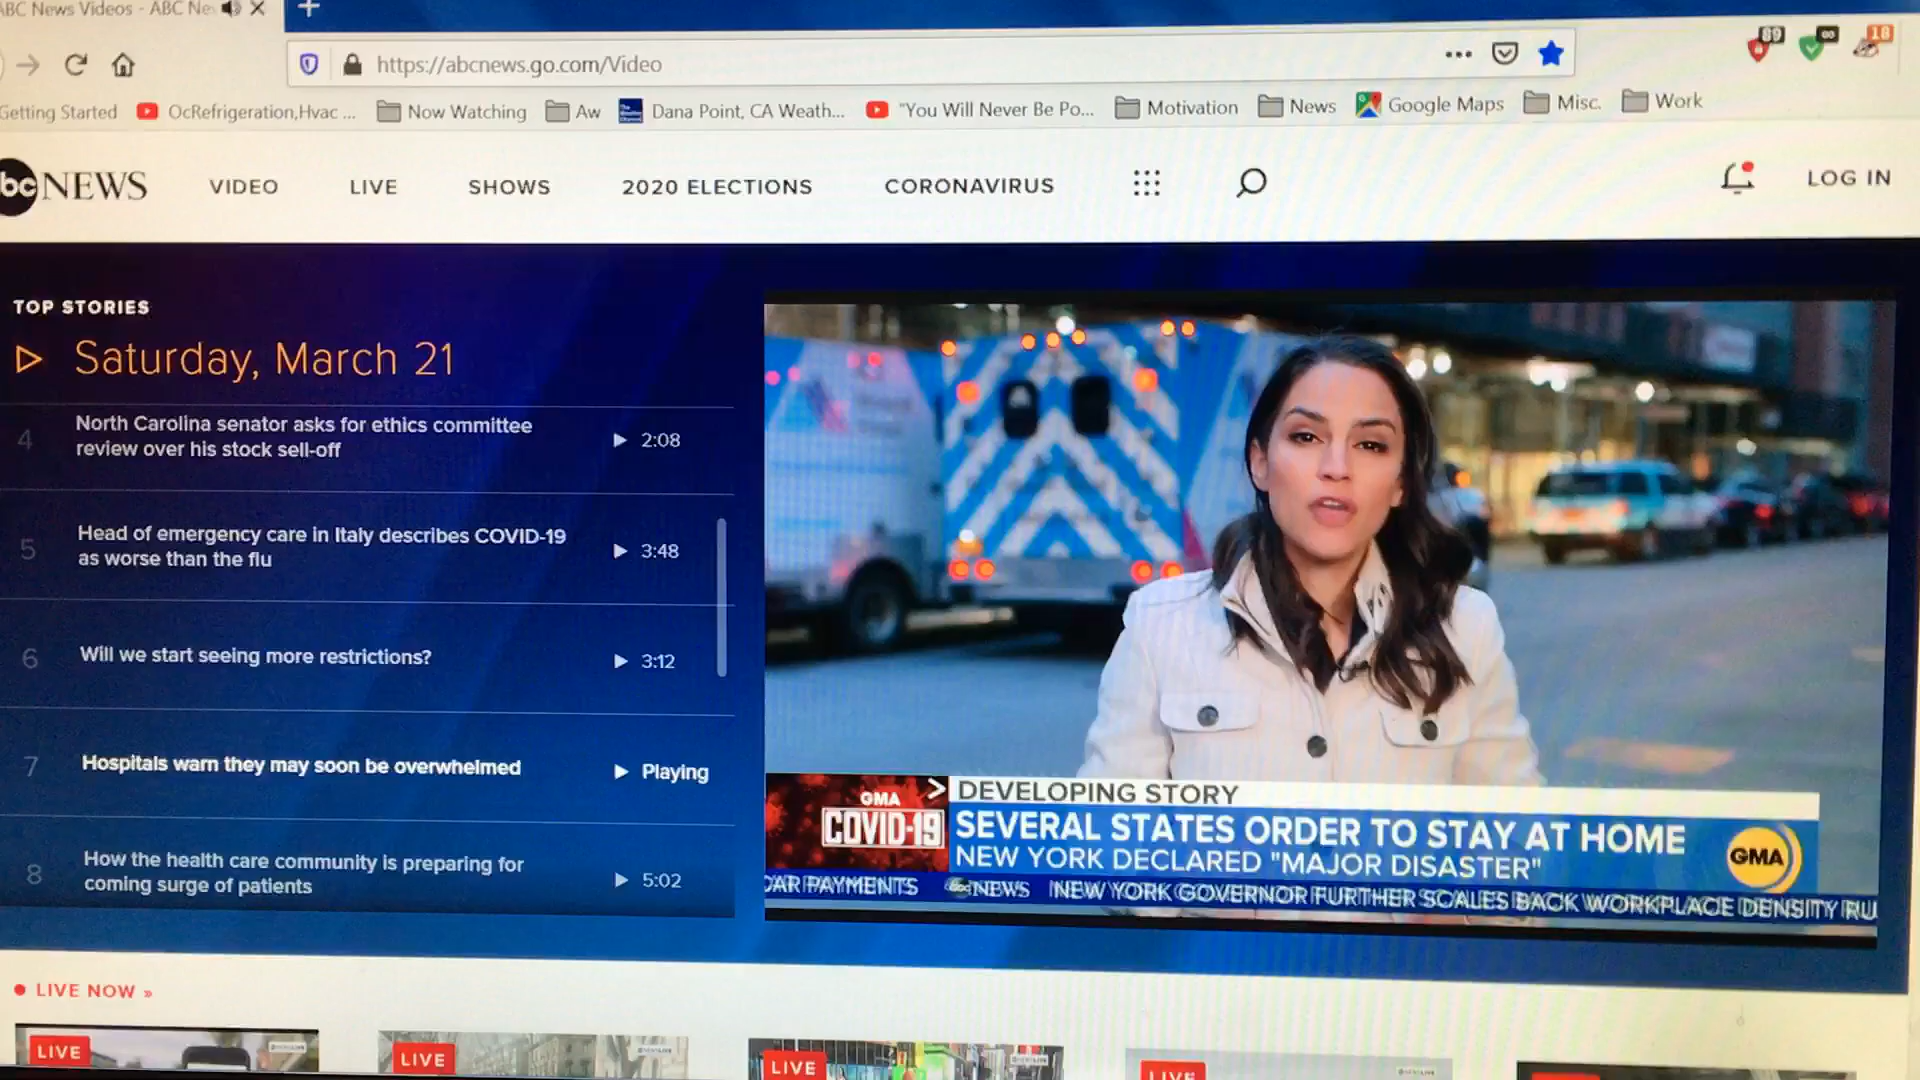 ABC News Videos - ABC Ne
https://abcnews.go.com/Video
89
∞
18
Getting Started
OcRefrigeration,Hvac ...
Now Watching
Aw
Dana Point, CA Weath...
"You Will Never Be Po...
Motivation
News
Google Maps
Misc.
Work
bc NEWS
VIDEO
LIVE
SHOWS
2020 ELECTIONS
CORONAVIRUS
LOG IN
TOP STORIES
Saturday, March 21
4
North Carolina senator asks for ethics committee
review over his stock sell-off
2:08
5
Head of emergency care in Italy describes COVID-19
as worse than the flu
3:48
6
Will we start seeing more restrictions?
3:12
7
Hospitals warn they may soon be overwhelmed
Playing
8
How the health care community is preparing for
coming surge of patients
5:02
GMA
COVID-19
DEVELOPING STORY
SEVERAL STATES ORDER TO STAY AT HOME
NEW YORK DECLARED "MAJOR DISASTER"
GMA
CAR PAYMENTS abc NEWS NEW YORK GOVERNOR FURTHER SCALES BACK WORKPLACE DENSITY RU
LIVE NOW »
LIVE
LIVE
LIVE
LIVE